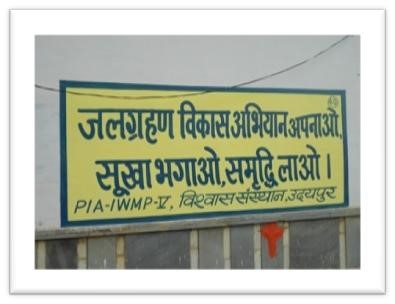 जलग्रहण विकास अभियान अपनाओ,
सूखा भगाओ, समृद्धि लाओ।
PIA-IWMP-V, विश्वास संस्थान, उदयपुर